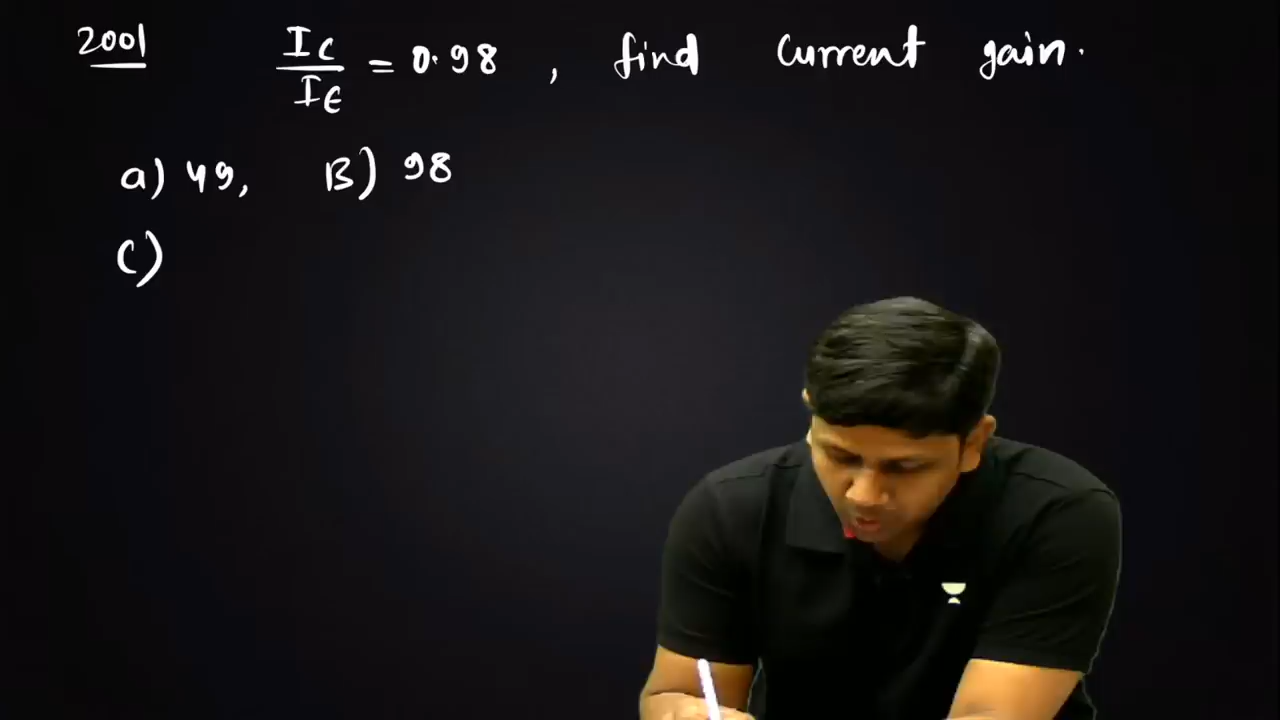 2001 Ic/IE = 0.98, find current gain.
a) 49, B) 98
C)